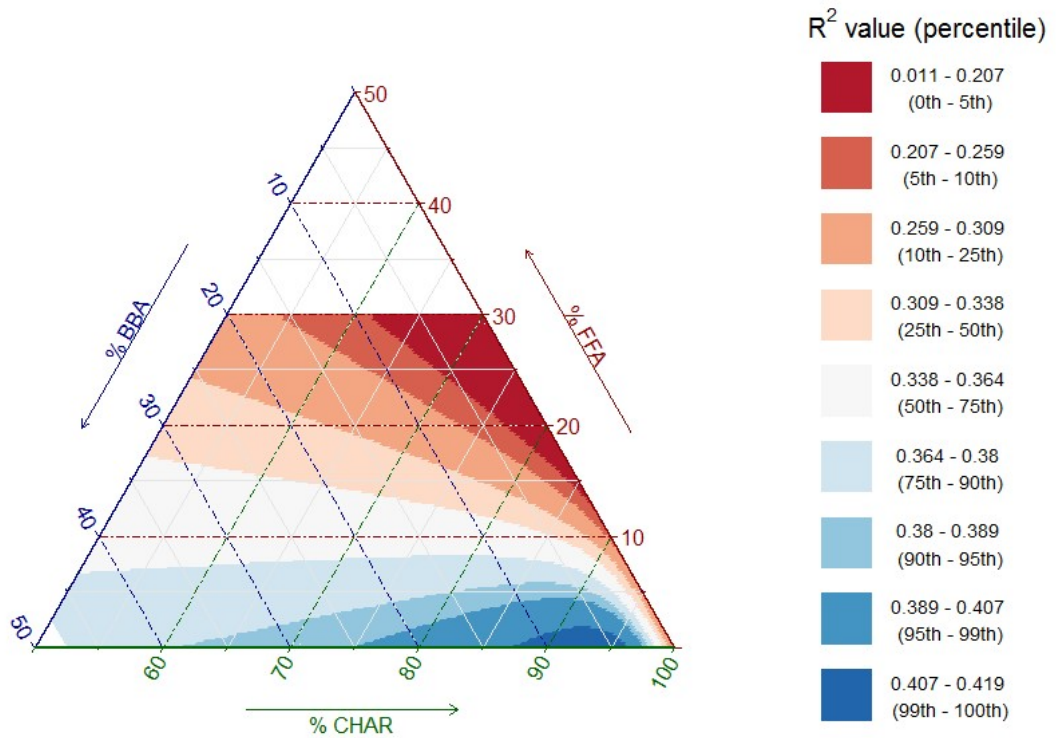 R² value (percentile)
0.011 - 0.207
(0th - 5th)
0.207 - 0.259
(5th - 10th)
0.259 - 0.309
(10th - 25th)
0.309 - 0.338
(25th - 50th)
0.338 - 0.364
(50th - 75th)
0.364 - 0.38
(75th - 90th)
0.38 - 0.389
(90th - 95th)
0.389 - 0.407
(95th - 99th)
0.407 - 0.419
(99th - 100th)
50
40
30
20
10
% FFA
10
20
30
40
50
% BBA
60
70
80
90
100
% CHAR